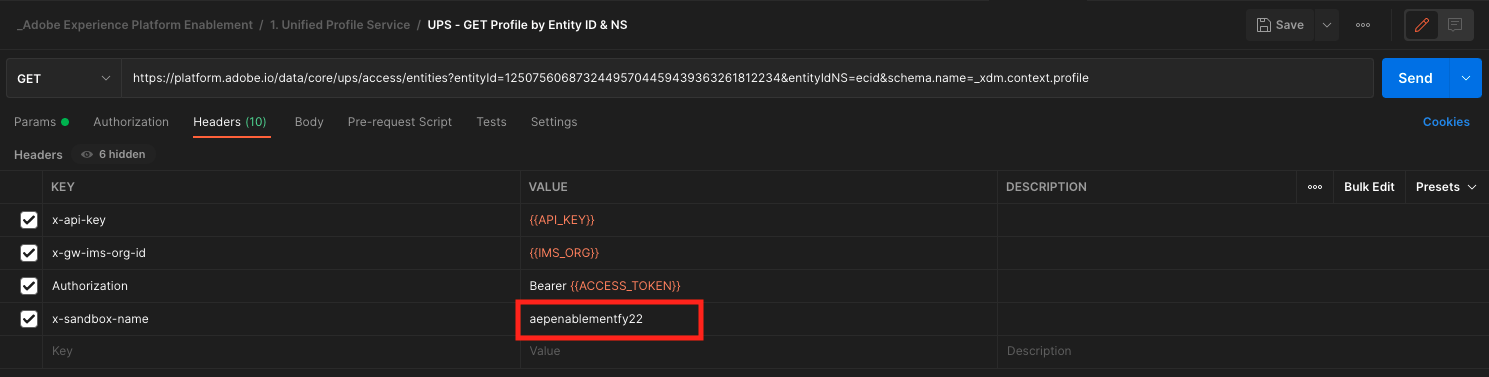 _Adobe Experience Platform Enablement / 1. Unified Profile Service / UPS - GET Profile by Entity ID & NS Save
GET https://platform.adobe.io/data/core/ups/access/entities?entityId=12507560687324495704459439363261812234&entityIdNS=ecid&schema.name=_xdm.context.profile Send
Params Authorization Headers (10) Body Pre-request Script Tests Settings Cookies
Headers 6 hidden
KEY VALUE DESCRIPTION Bulk Edit Presets
x-api-key {{API_KEY}}
x-gw-ims-org-id {{IMS_ORG}}
Authorization Bearer {{ACCESS_TOKEN}}
x-sandbox-name aepenablementfy22
Key Value Description